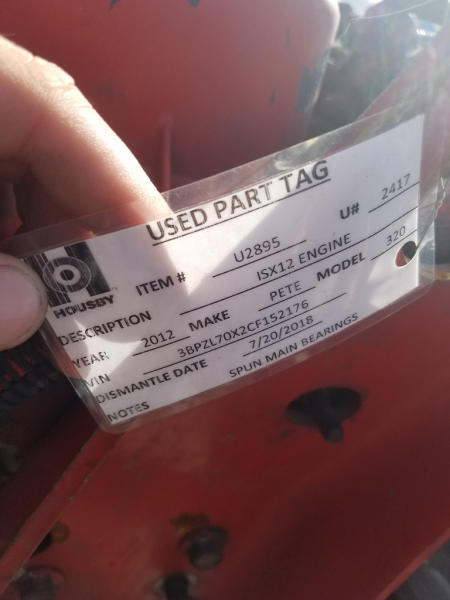 USED PART TAG
HOUSBY
ITEM # U2895 U# 2417
DESCRIPTION ISX12 ENGINE
YEAR 2012 MAKE PETE MODEL 320
VIN 3BPZL70X2CF152176
DISMANTLE DATE 7/20/2018
NOTES SPUN MAIN BEARINGS